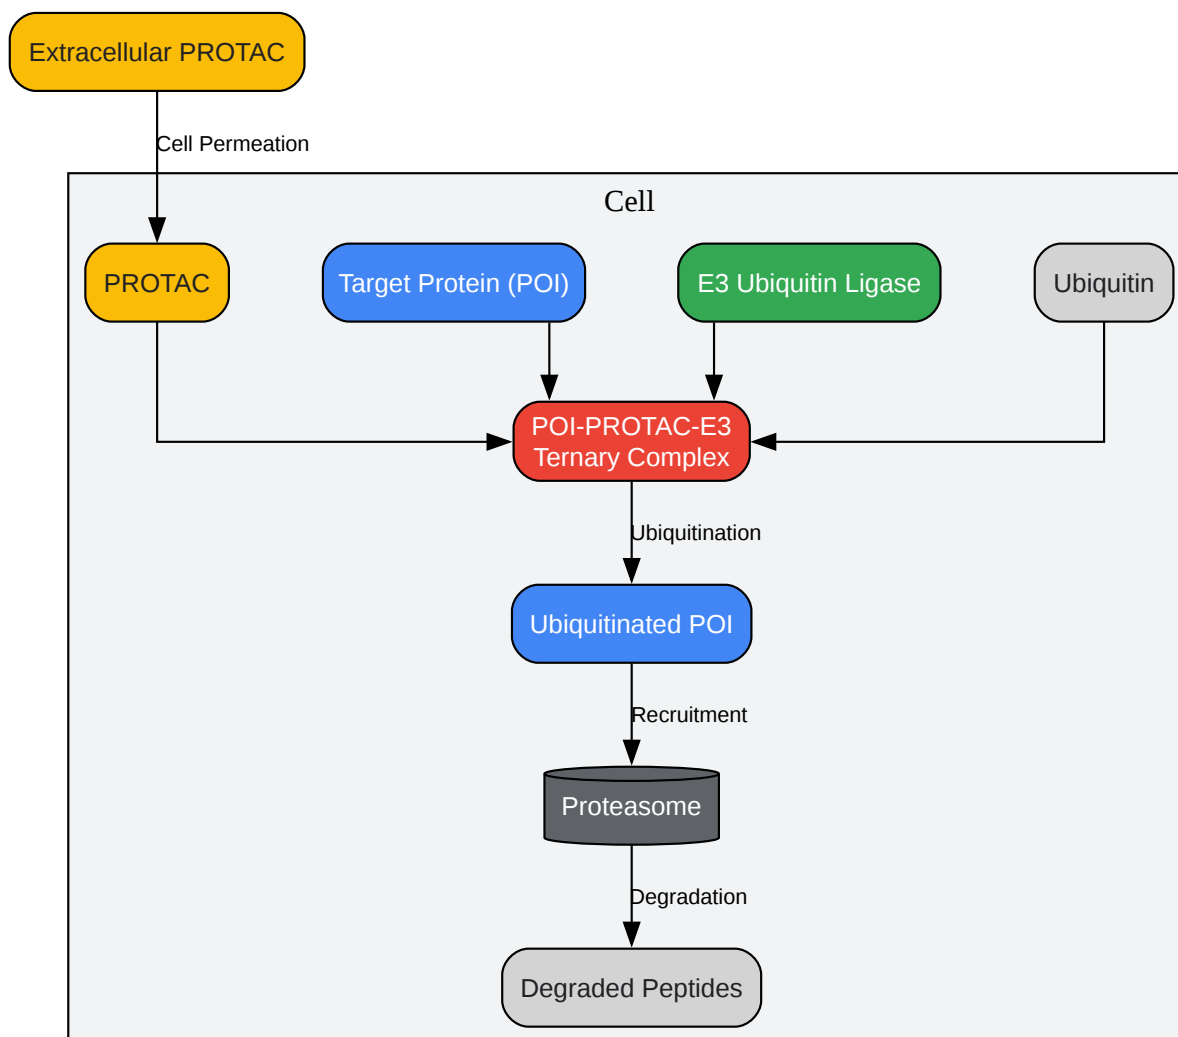 Extracellular PROTAC
Cell Permeation
Cell
PROTAC
Target Protein (POI)
E3 Ubiquitin Ligase
Ubiquitin
POI-PROTAC-E3
Ternary Complex
Ubiquitination
Ubiquitinated POI
Recruitment
Proteasome
Degradation
Degraded Peptides